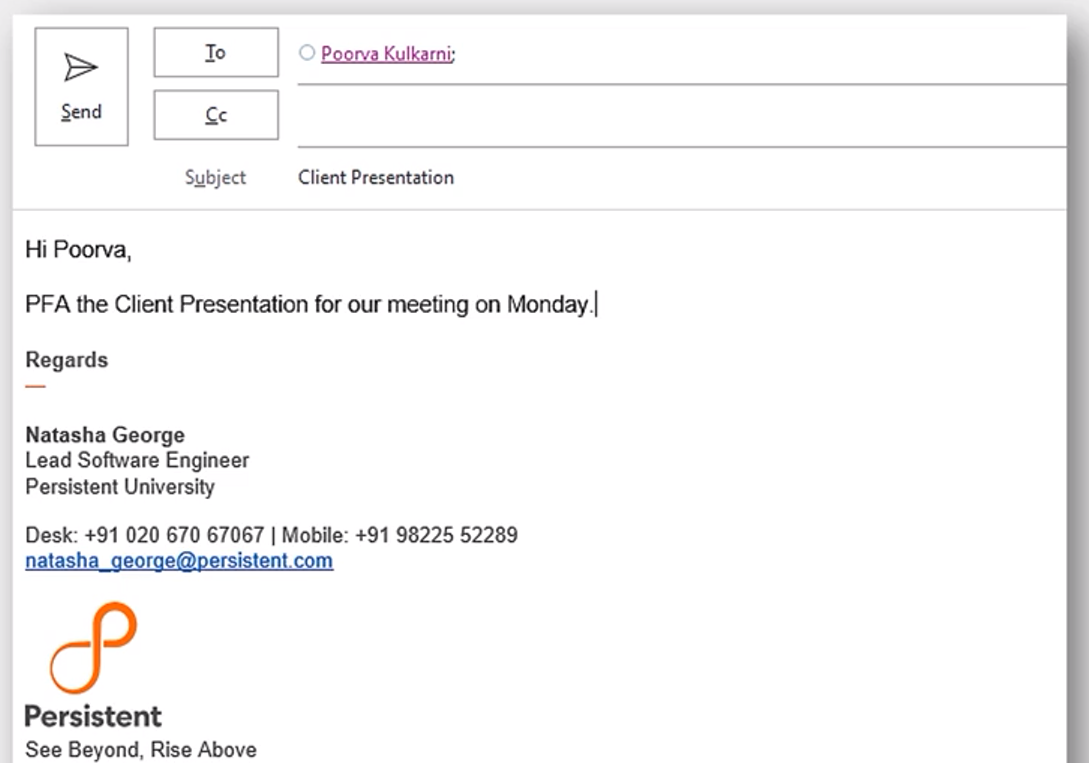 Send
To
Poorva Kulkarni;
Cc
Subject
Client Presentation
Hi Poorva,
PFA the Client Presentation for our meeting on Monday.
Regards
Natasha George
Lead Software Engineer
Persistent University
Desk: +91 020 670 67067 | Mobile: +91 98225 52289
natasha_george@persistent.com
Persistent
See Beyond, Rise Above